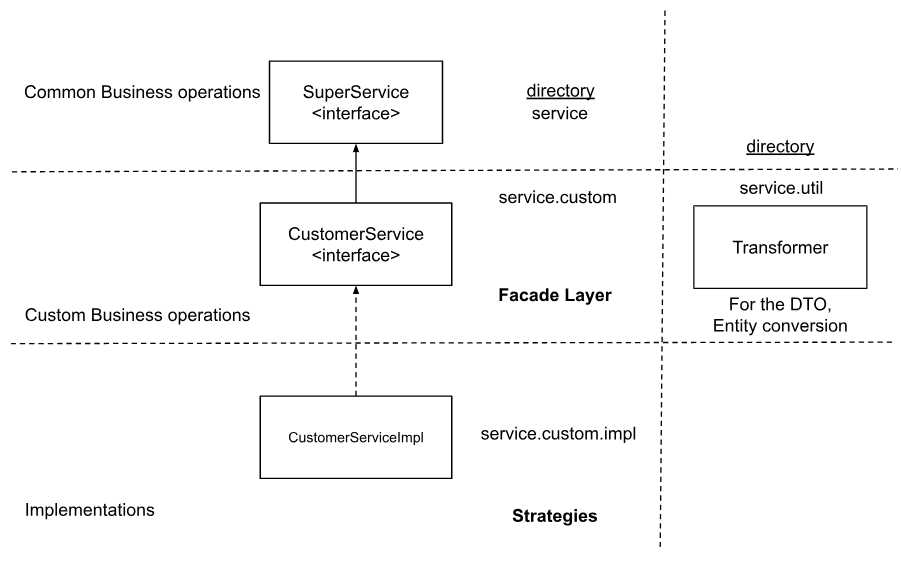 Common Business operations
SuperService
<interface>
directory
service
directory
service.util
service.custom
CustomerService
<interface>
Transformer
Facade Layer
For the DTO,
Entity conversion
Custom Business operations
CustomerServiceImpl
service.custom.impl
Implementations
Strategies